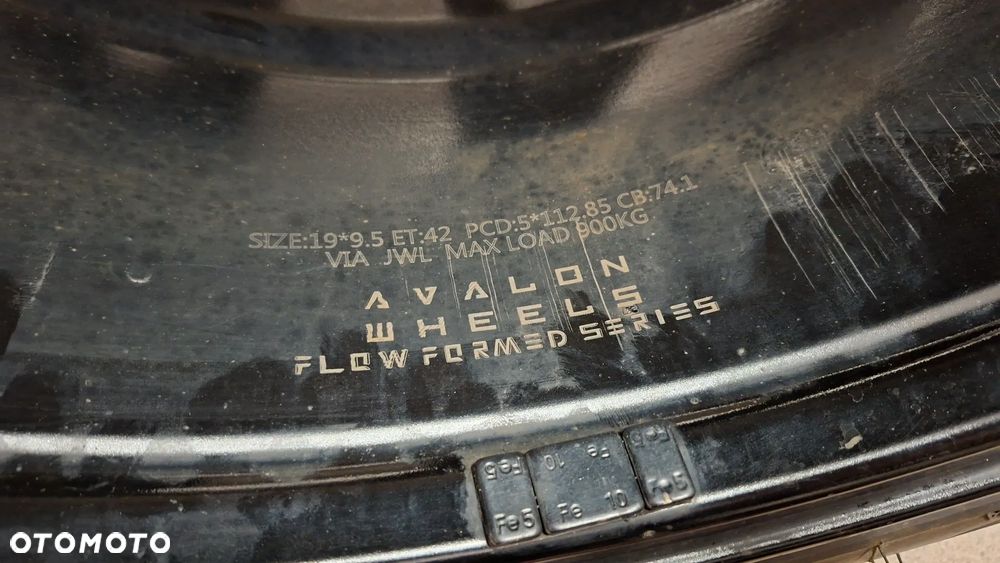 SIZE:19*9.5 ET:42 PCD:5*112.85 CB:74.1
VIA JWL MAX LOAD 900KG
AVALON
WHEELS
FLOW FORMED SERIES
Fe5 10 Fe Fe5
Fe5 Fe 10 Fe5
OTOMOTO